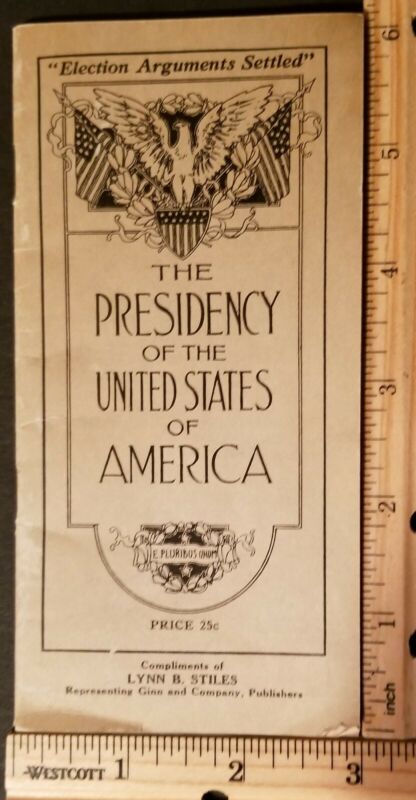 "Election Arguments Settled"
THE
PRESIDENCY
OF THE
UNITED STATES
OF
AMERICA
E PLURIBUS UNUM
PRICE 25c
Compliments of
LYNN B. STILES
Representing Ginn and Company, Publishers
6
5
4
3
2
1
inch
WESTCOTT 1 2 3